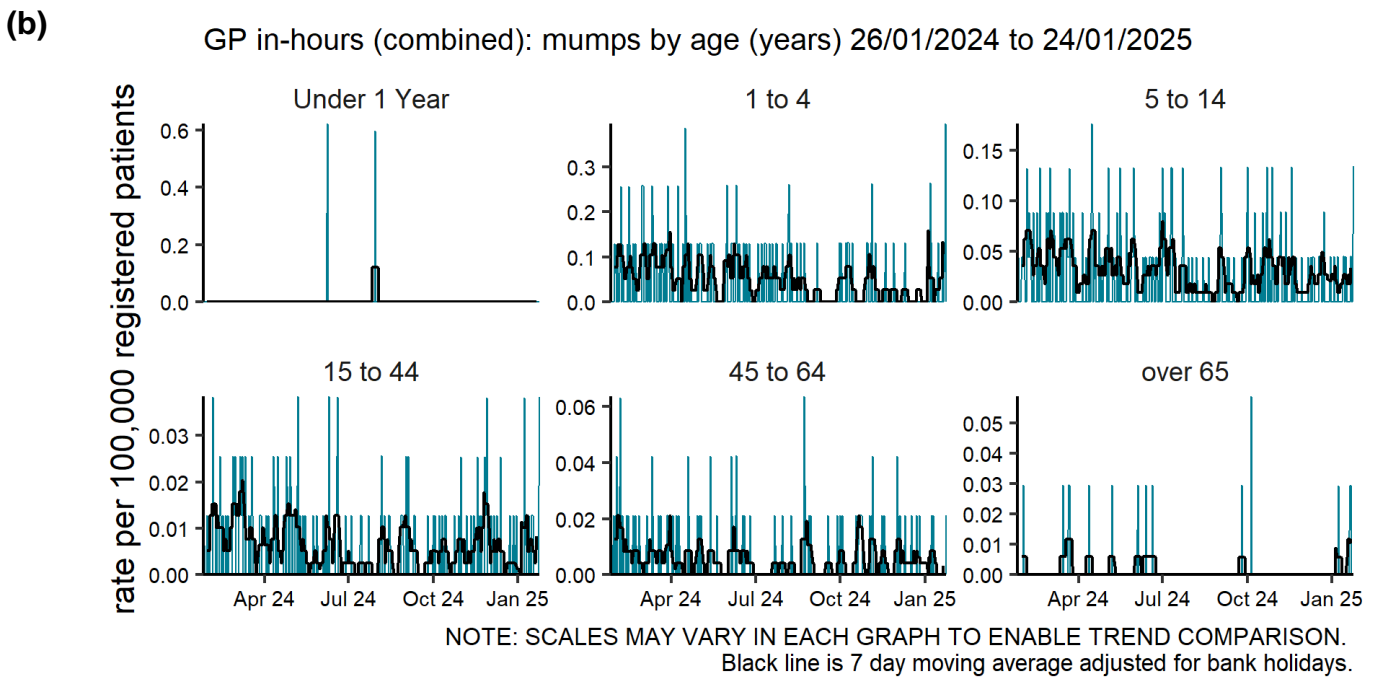 (b)
GP in-hours (combined): mumps by age (years) 26/01/2024 to 24/01/2025
rate per 100,000 registered patients
Under 1 Year
0.6
0.4
0.2
0.0
1 to 4
0.3
0.2
0.1
0.0
5 to 14
0.15
0.10
0.05
0.00
15 to 44
0.03
0.02
0.01
0.00
Apr 24 Jul 24 Oct 24 Jan 25
45 to 64
0.06
0.04
0.02
0.00
Apr 24 Jul 24 Oct 24 Jan 25
over 65
0.05
0.04
0.03
0.02
0.01
0.00
Apr 24 Jul 24 Oct 24 Jan 25
NOTE: SCALES MAY VARY IN EACH GRAPH TO ENABLE TREND COMPARISON.
Black line is 7 day moving average adjusted for bank holidays.